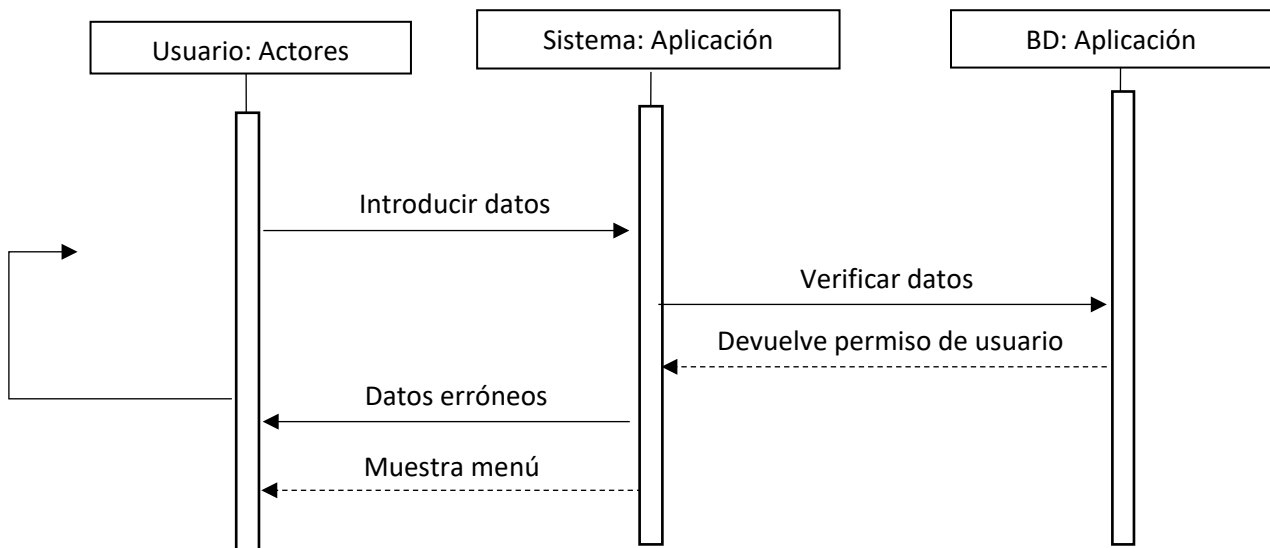 Usuario: Actores
Sistema: Aplicación
BD: Aplicación
Introducir datos
Verificar datos
Devuelve permiso de usuario
Datos erróneos
Muestra menú